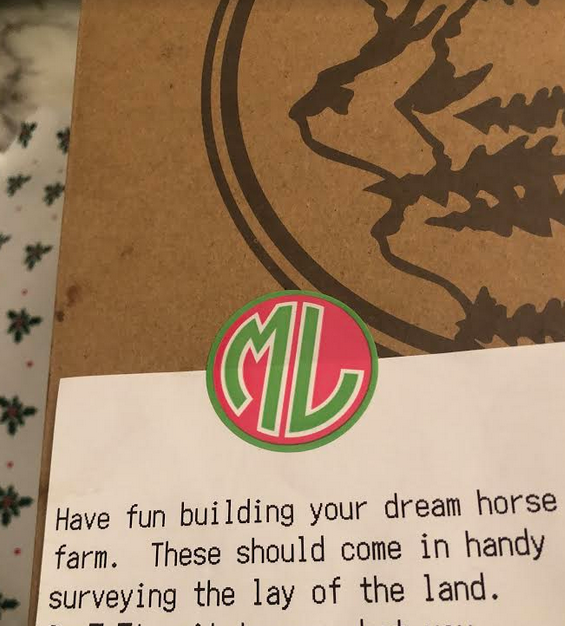 ML
Have fun building your dream horse
farm. These should come in handy
surveying the lay of the land.